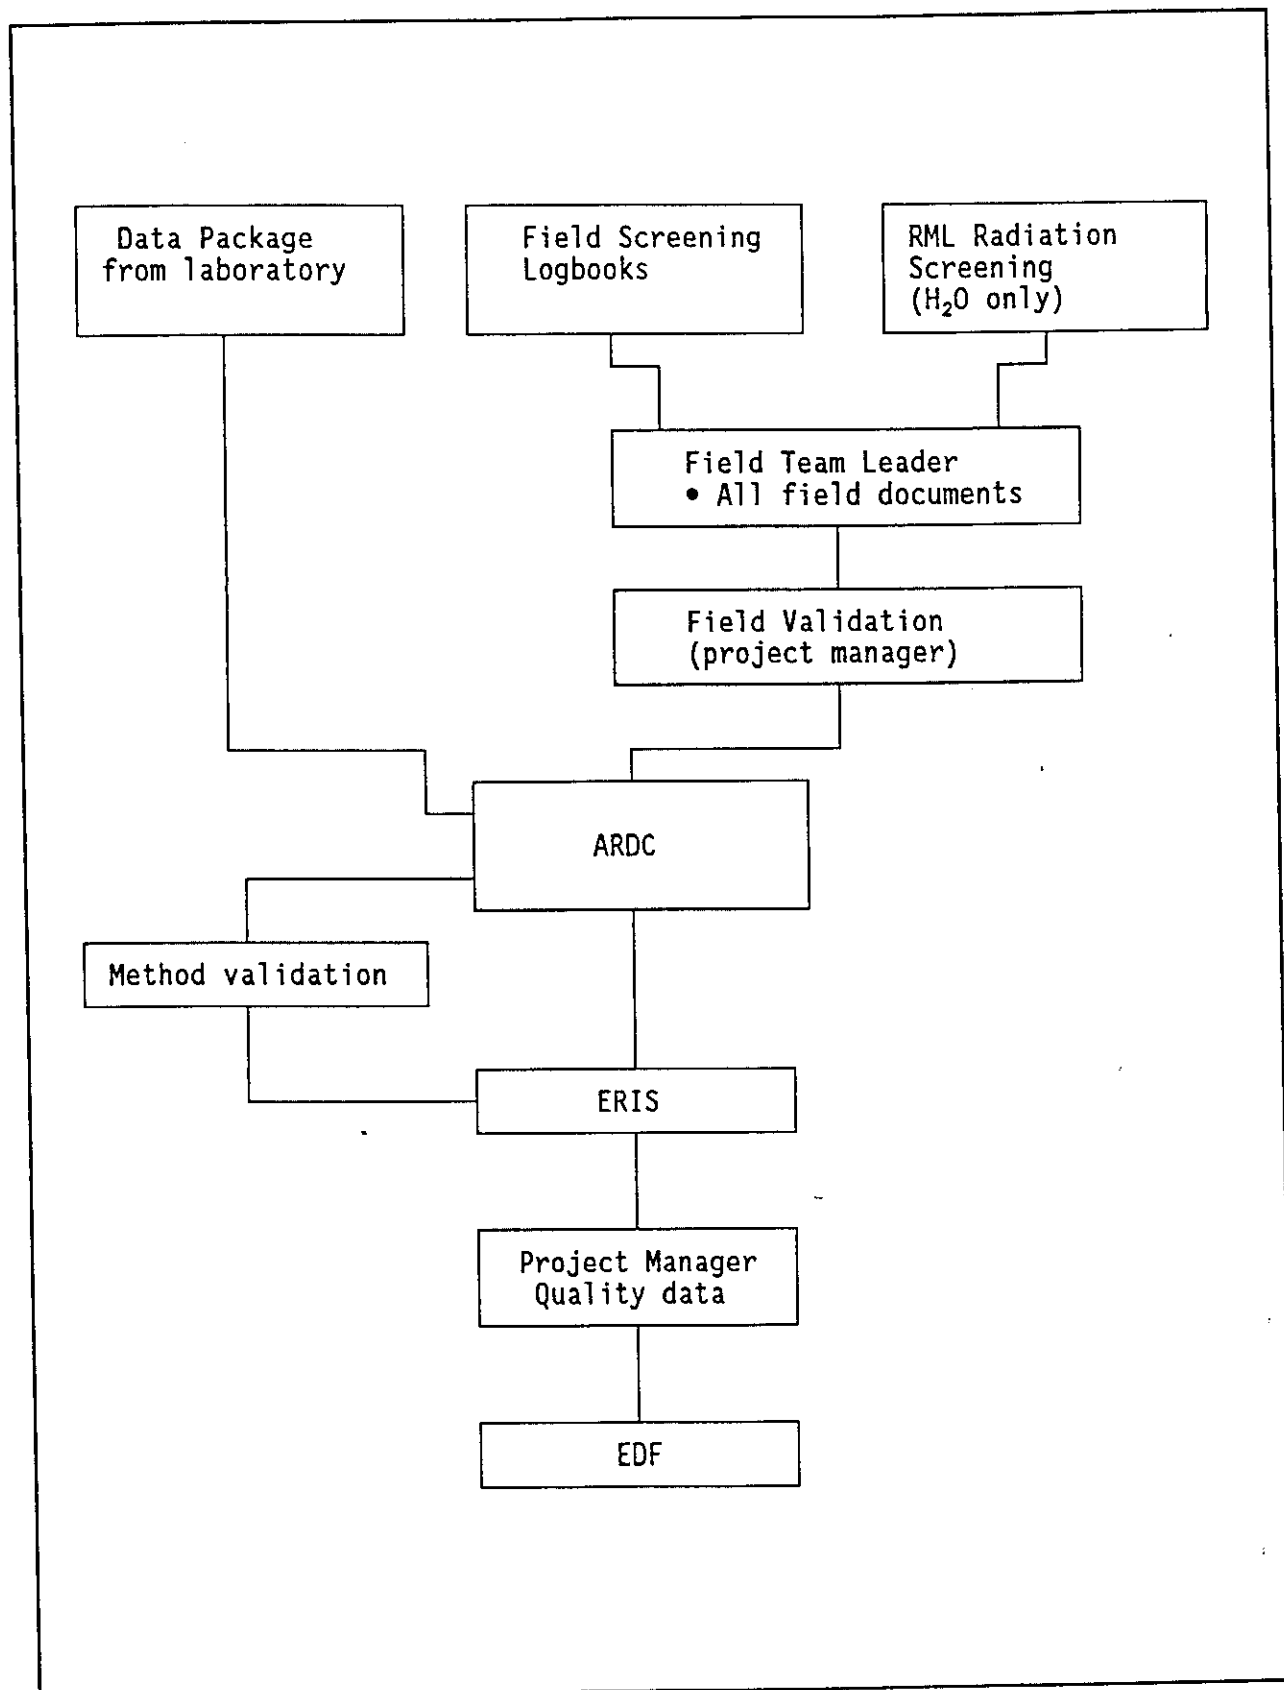 Data Package
from laboratory
Field Screening
Logbooks
RML Radiation
Screening
(H₂O only)
Field Team Leader
• All field documents
Field Validation
(project manager)
ARDC
Method validation
ERIS
Project Manager
Quality data
EDF